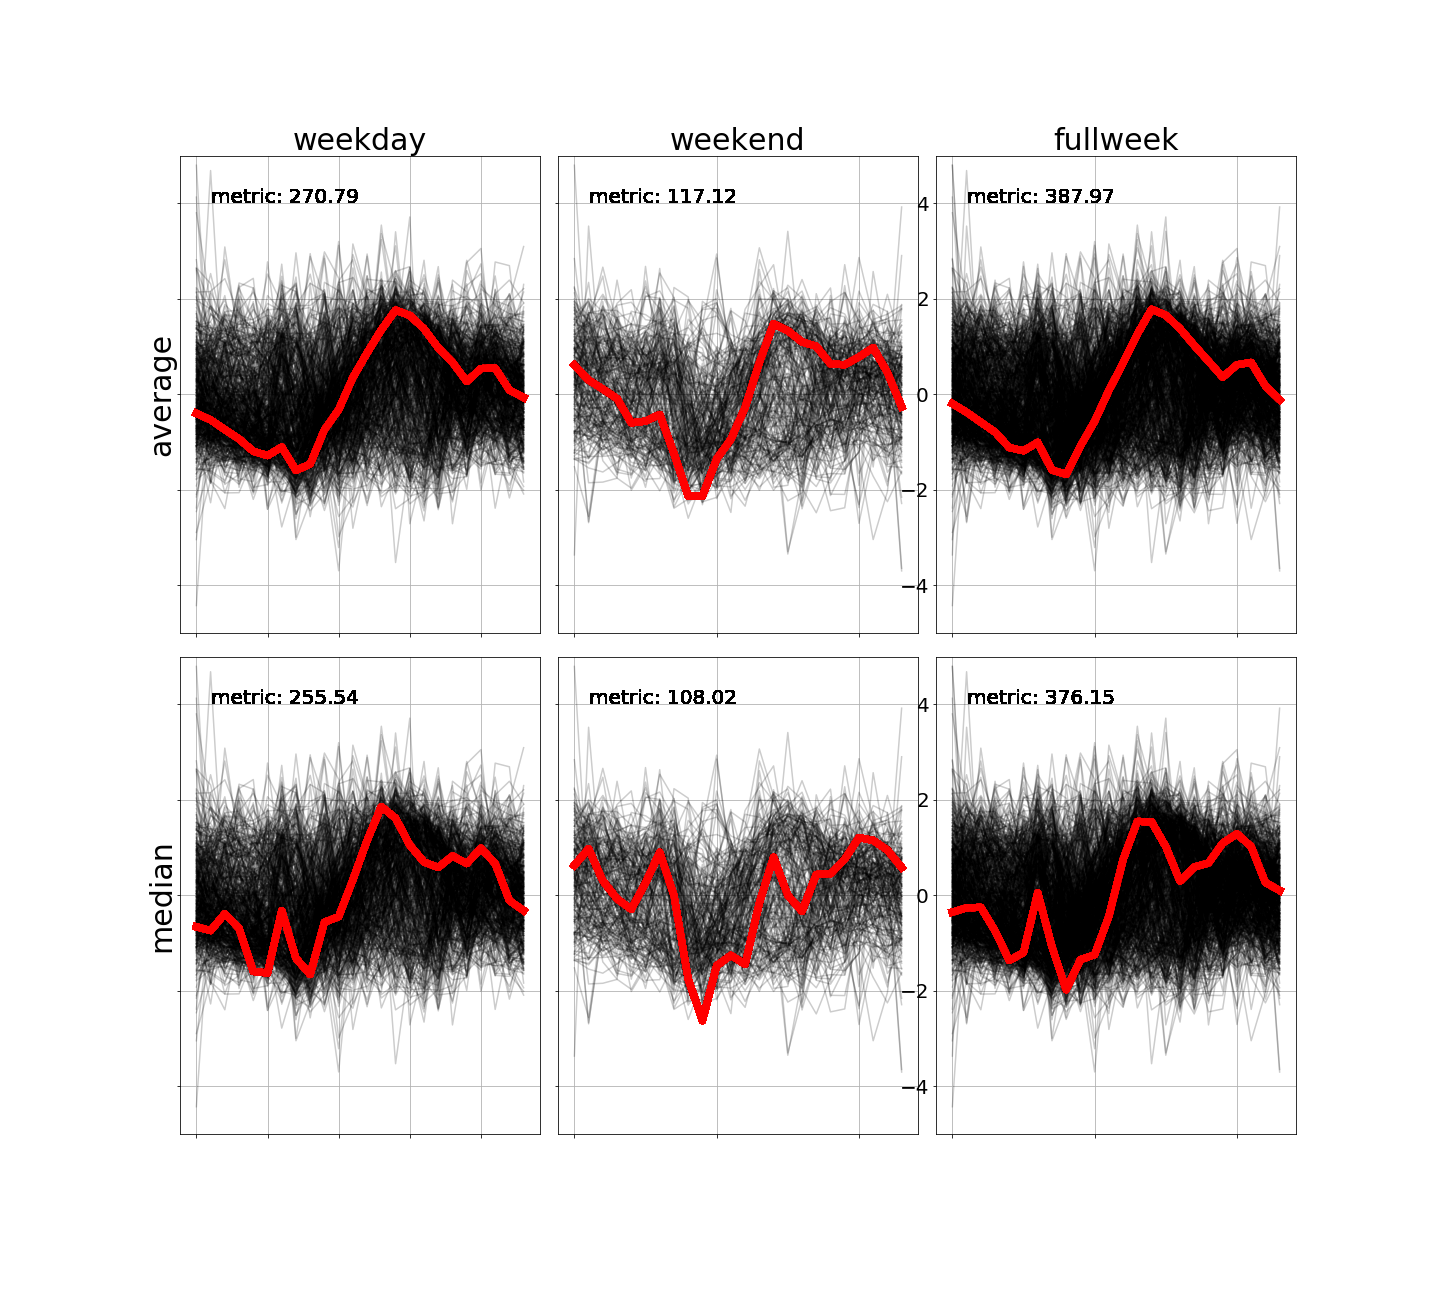 weekday weekend fullweek
average
metric: 270.79 metric: 117.12 metric: 387.97
4
2
0
−2
−4
median
metric: 255.54 metric: 108.02 metric: 376.15
4
2
0
−2
−4